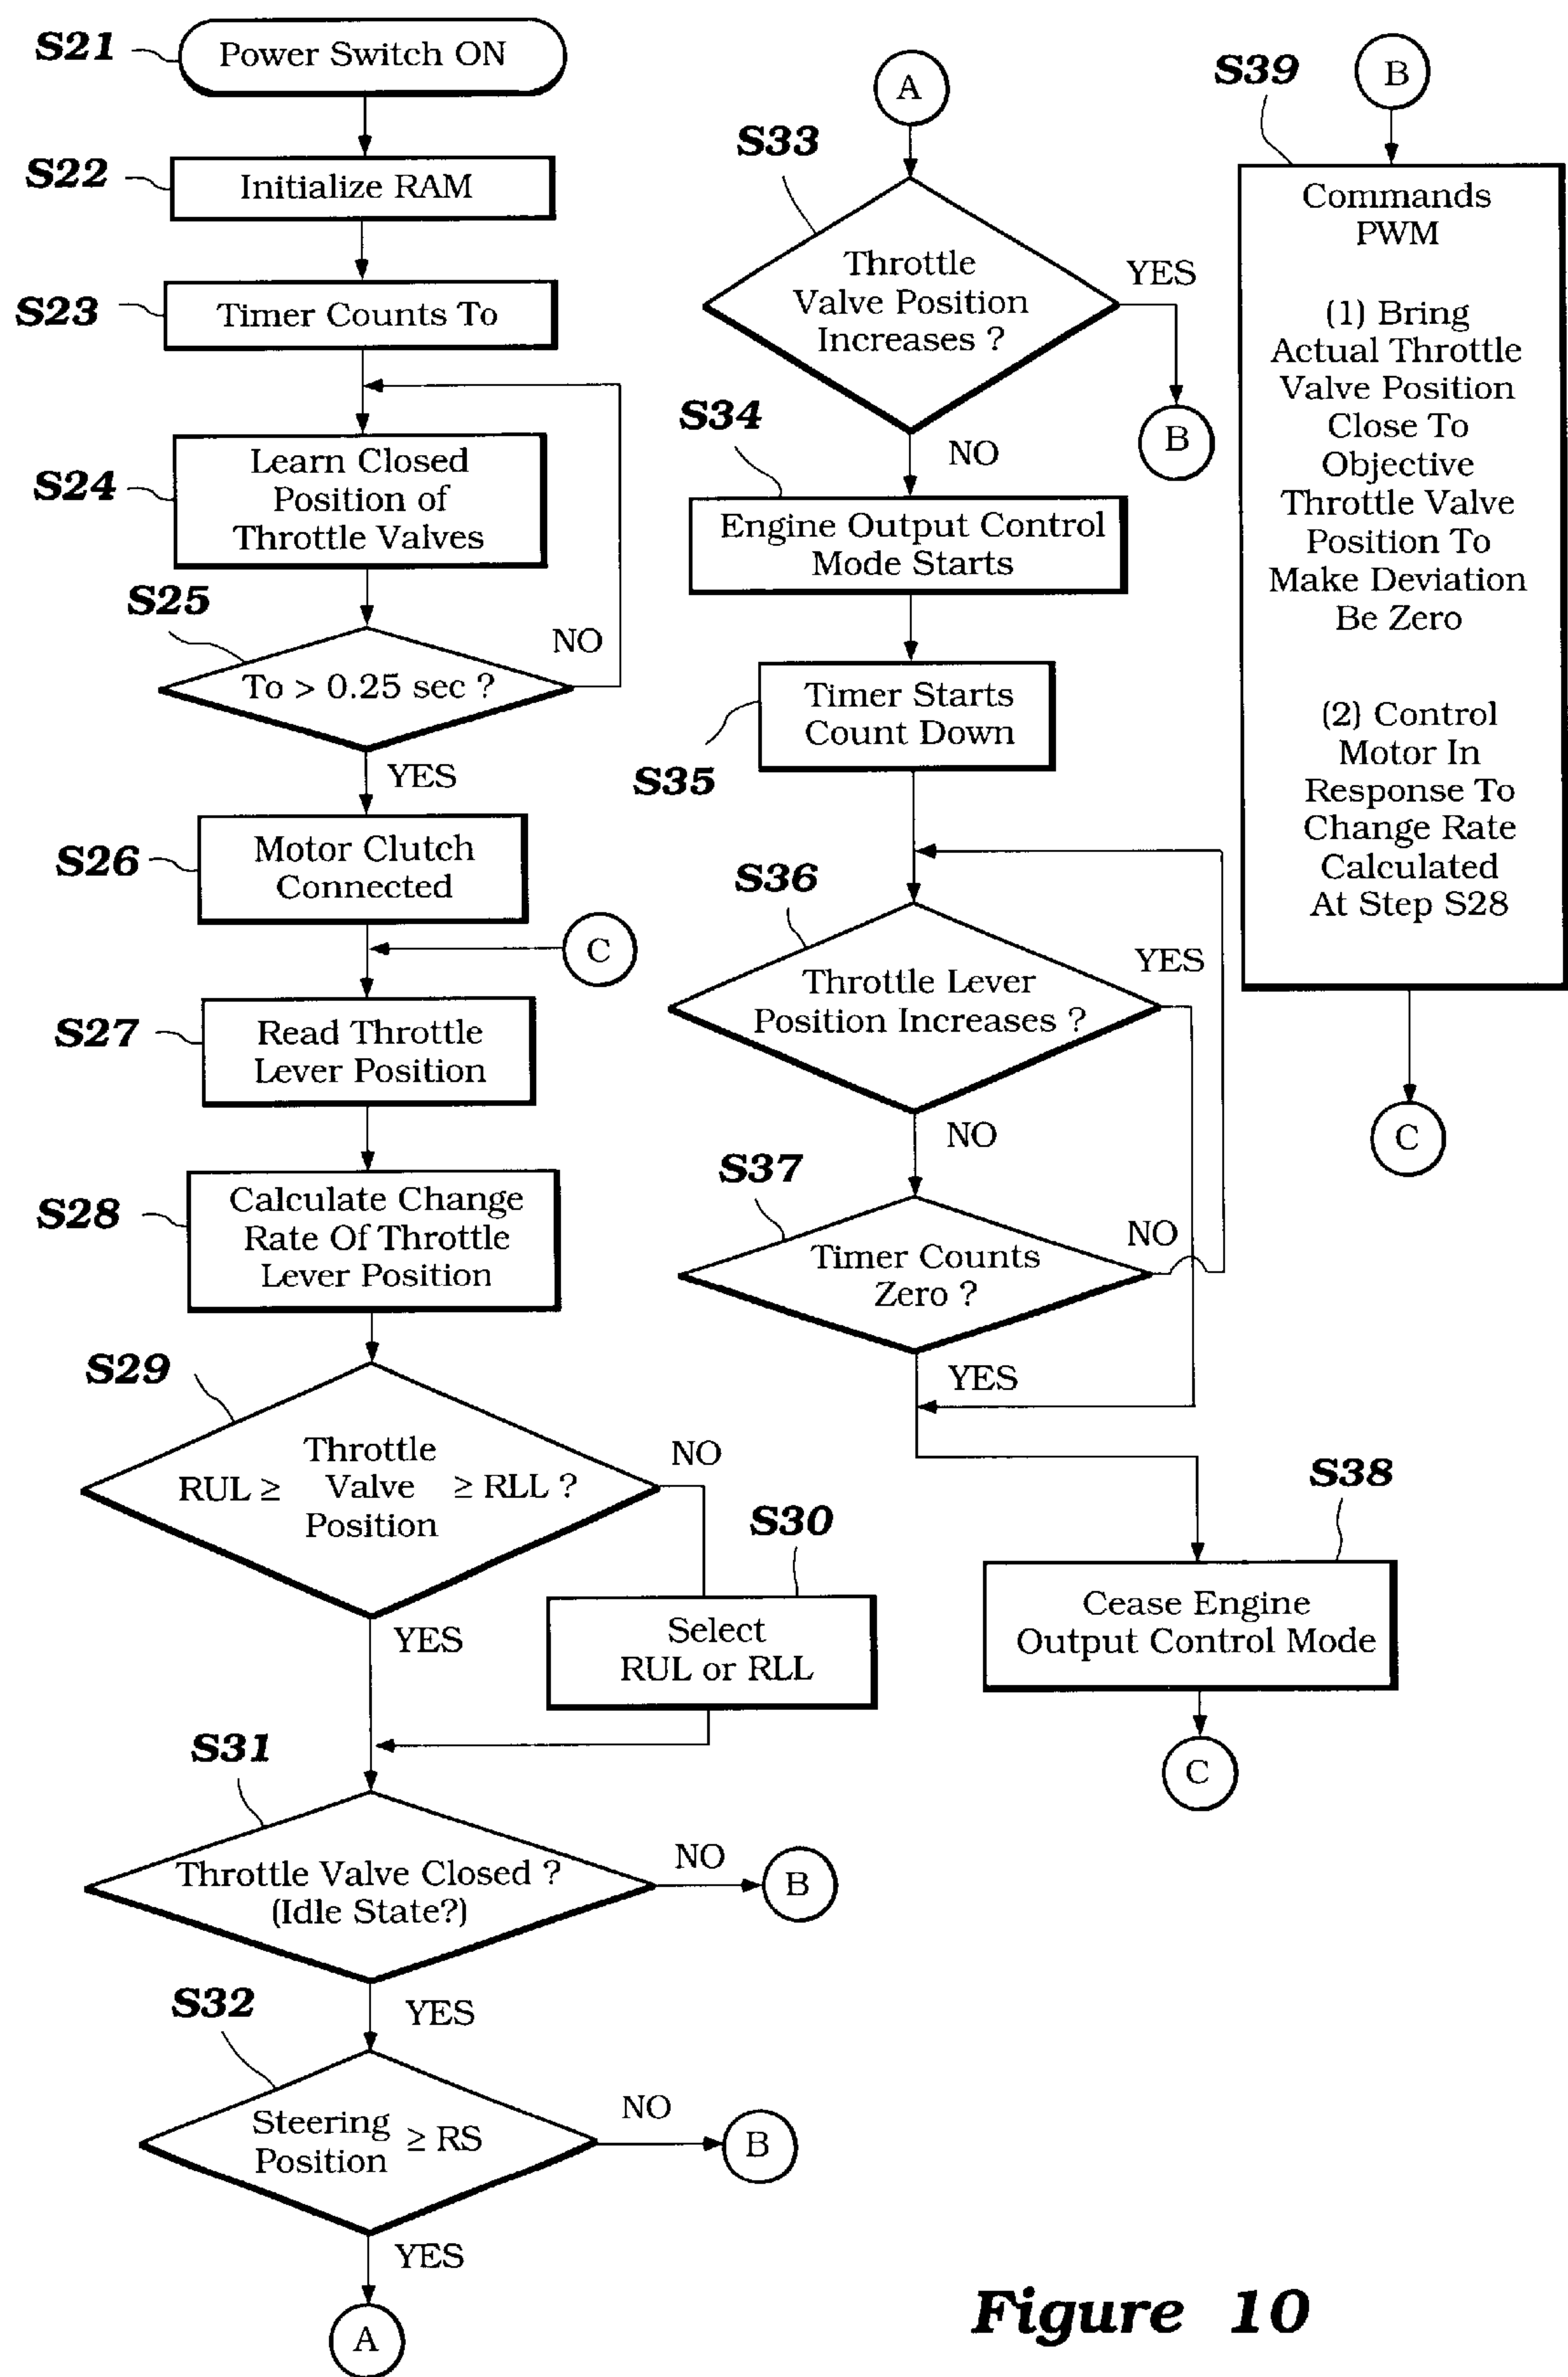 S21
Power Switch ON
S22
Initialize RAM
S23
Timer Counts To
S24
Learn Closed
Position of
Throttle Valves
S25
To > 0.25 sec ?
NO
YES
S26
Motor Clutch
Connected
C
S27
Read Throttle
Lever Position
S28
Calculate Change
Rate Of Throttle
Lever Position
S29
Throttle
RUL ≥ Valve ≥ RLL ?
Position
NO
YES
S30
Select
RUL or RLL
S31
Throttle Valve Closed ?
(Idle State?)
NO
B
YES
S32
Steering
Position ≥ RS
NO
B
YES
A
A
S33
Throttle
Valve Position
Increases ?
YES
B
NO
S34
Engine Output Control
Mode Starts
S35
Timer Starts
Count Down
S36
Throttle Lever
Position Increases ?
YES
NO
S37
Timer Counts
Zero ?
NO
YES
S38
Cease Engine
Output Control Mode
C
S39
B
Commands
PWM
(1) Bring
Actual Throttle
Valve Position
Close To
Objective
Throttle Valve
Position To
Make Deviation
Be Zero
(2) Control
Motor In
Response To
Change Rate
Calculated
At Step S28
C
Figure 10